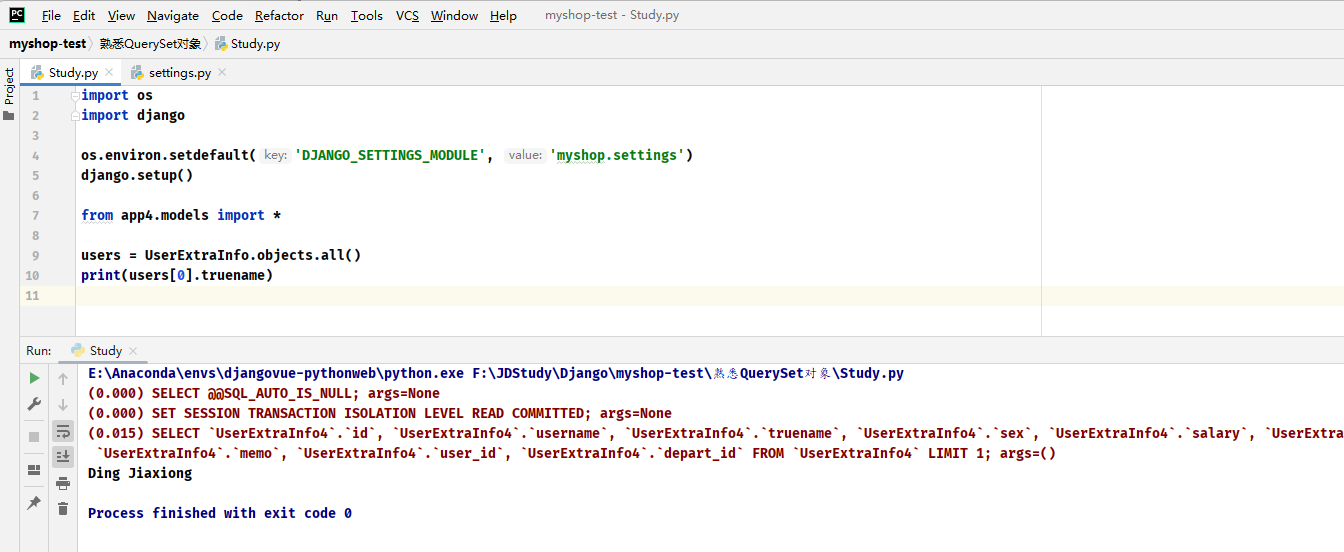 PC File Edit View Navigate Code Refactor Run Tools VCS Window Help myshop-test - Study.py
myshop-test 熟悉QuerySet对象 Study.py
Project
Study.py settings.py
1 import os
2 import django
3
4 os.environ.setdefault( key: 'DJANGO_SETTINGS_MODULE', value: 'myshop.settings')
5 django.setup()
6
7 from app4.models import *
8
9 users = UserExtraInfo.objects.all()
10 print(users[0].truename)
11
Run: Study
E:\Anaconda\envs\djangovue-pythonweb\python.exe F:\JDStudy\Django\myshop-test\熟悉QuerySet对象\Study.py
(0.000) SELECT @@SQL_AUTO_IS_NULL; args=None
(0.000) SET SESSION TRANSACTION ISOLATION LEVEL READ COMMITTED; args=None
(0.015) SELECT `UserExtraInfo4`.`id`, `UserExtraInfo4`.`username`, `UserExtraInfo4`.`truename`, `UserExtraInfo4`.`sex`, `UserExtraInfo4`.`salary`, `UserExtra
`UserExtraInfo4`.`memo`, `UserExtraInfo4`.`user_id`, `UserExtraInfo4`.`depart_id` FROM `UserExtraInfo4` LIMIT 1; args=()
Ding Jiaxiong
Process finished with exit code 0